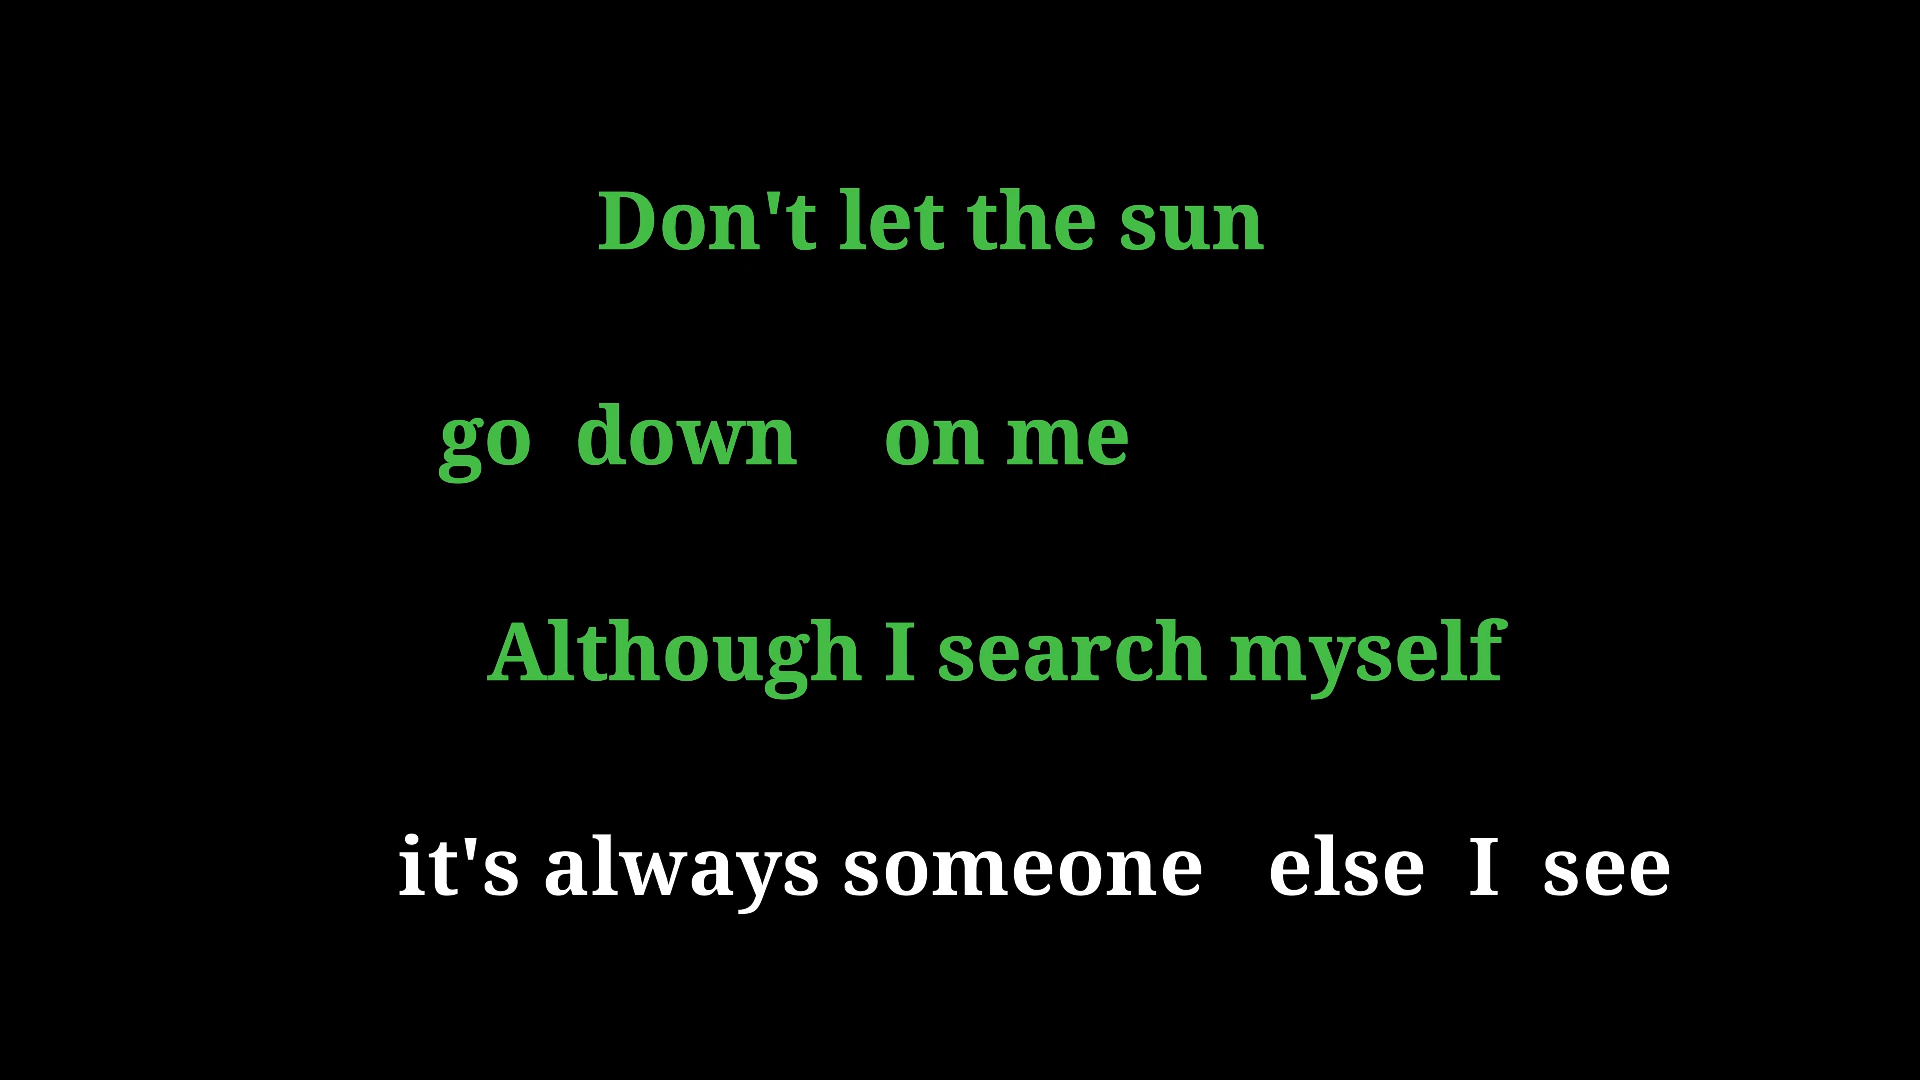 Don't let the sun
go down on me
Although I search myself
it's always someone else I see